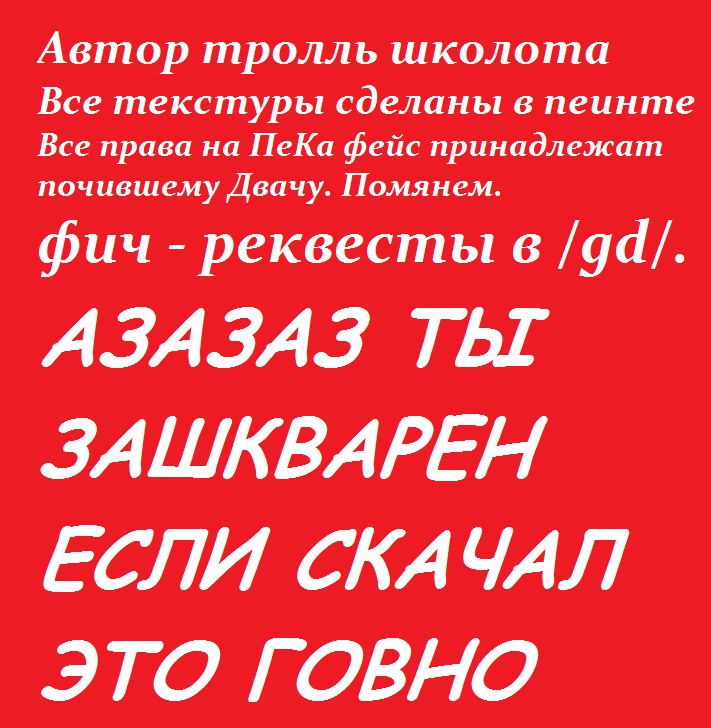 Автор тролль школота
Все текстуры сделаны в пеинте
Все права на ПеКа фейс принадлежат
почившему Двачу. Помянем.
фич - реквесты в /gd/.
АЗАЗАЗ ТЫ
ЗАШКВАРЕН
ЕСЛИ СКАЧАЛ
ЭТО ГОВНО